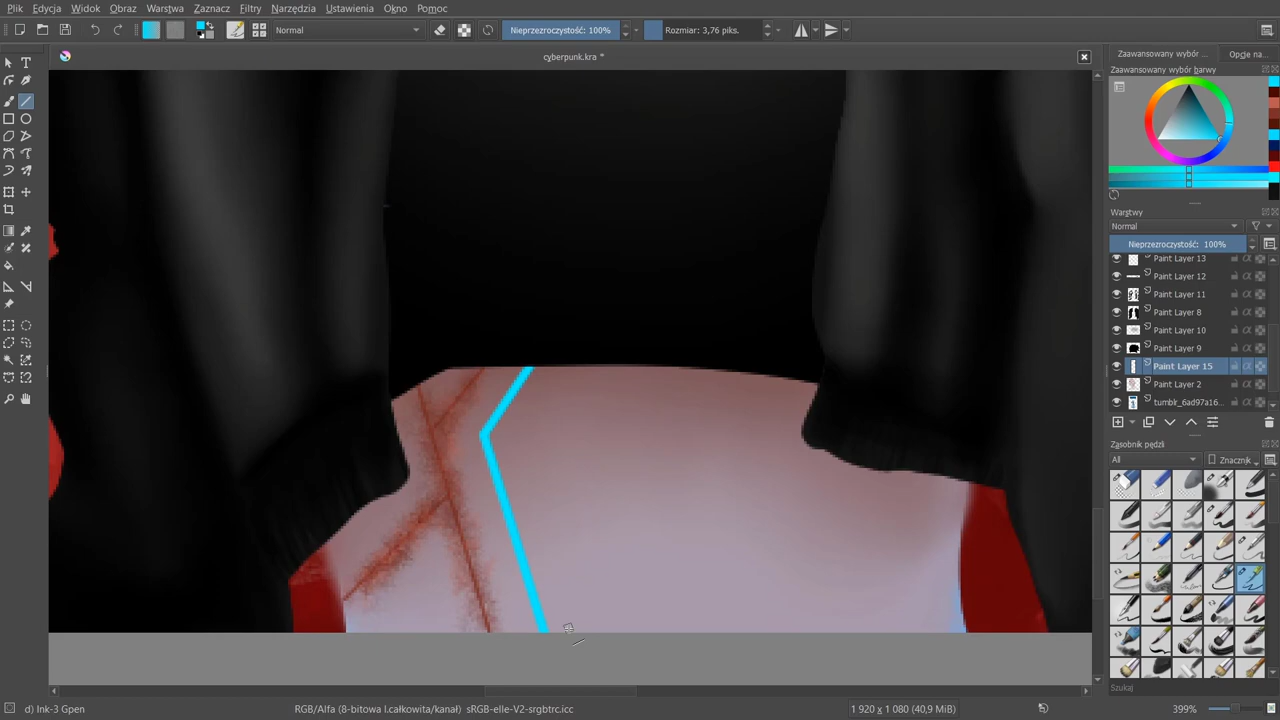 Plik Edycja Widok Obraz Warstwa Zaznacz Filtry Narzędzia Ustawienia Okno Pomoc
Normal Nieprzezroczystość: 100% Rozmiar: 3,76 piks.
cyberpunk.kra *
Zaawansowany wybór ... Opcje na...
Zaawansowany wybór barwy
Warstwy
Normal
Nieprzezroczystość: 100%
Paint Layer 13
Paint Layer 12
Paint Layer 11
Paint Layer 8
Paint Layer 10
Paint Layer 9
Paint Layer 15
Paint Layer 2
tumblr_6ad97a16...
Zasobnik pędzli
All Znacznik
Szukaj
d) Ink-3 Gpen RGB/Alfa (8-bitowa l.całkowita/kanał) sRGB-elle-V2-srgbtrc.icc 1 920 x 1 080 (40,9 MiB) 399%